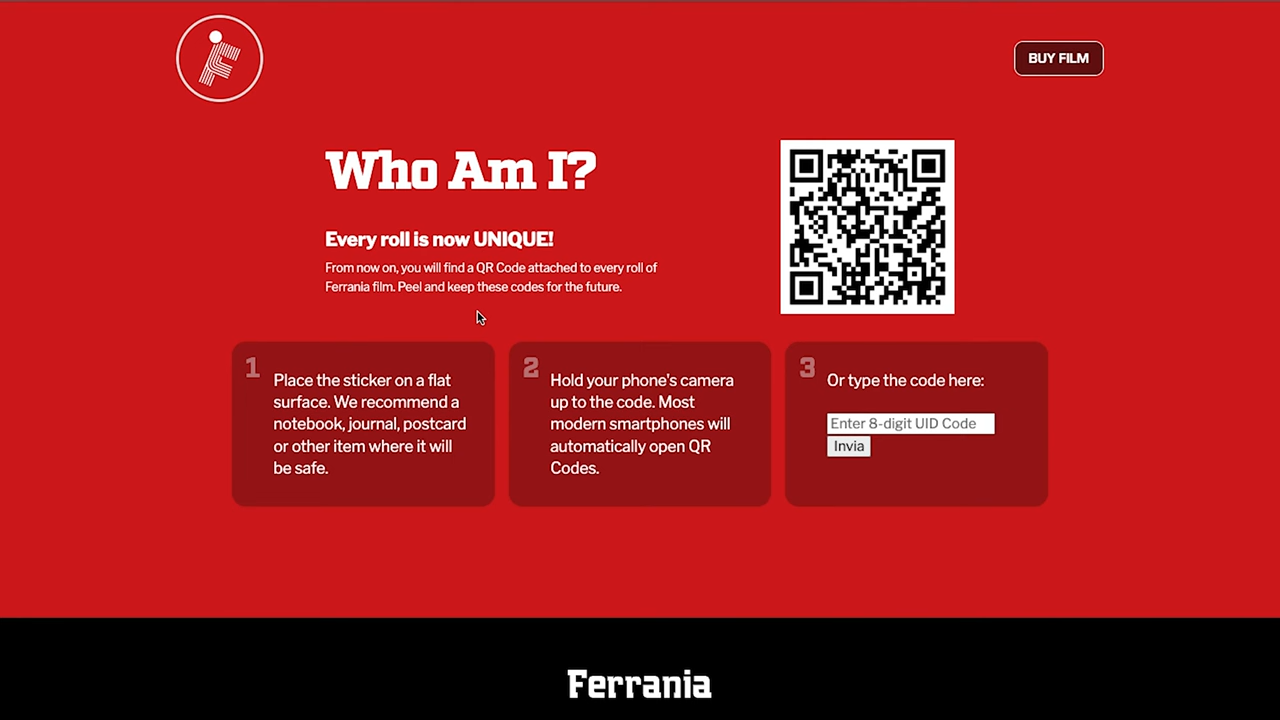 BUY FILM
Who Am I?
Every roll is now UNIQUE!
From now on, you will find a QR Code attached to every roll of
Ferrania film. Peel and keep these codes for the future.
1
Place the sticker on a flat
surface. We recommend a
notebook, journal, postcard
or other item where it will
be safe.
2
Hold your phone's camera
up to the code. Most
modern smartphones will
automatically open QR
Codes.
3
Or type the code here:
Enter 8-digit UID Code
Invia
Ferrania